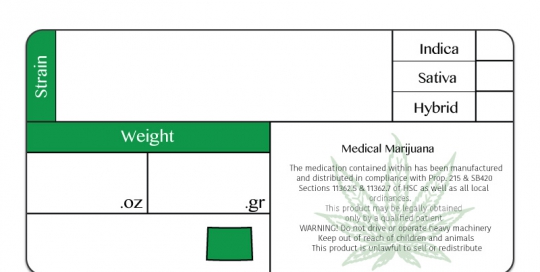 Strain
Indica
Sativa
Hybrid
Weight
.oz
.gr
Medical Marijuana
The medication contained within has been manufactured
and distributed in compliance with Prop. 215 & SB420
Sections 11362.5 & 11362.7 of HSC as well as all local
ordinances.
This product may be legally obtained
only by a qualified patient.
WARNING! Do not drive or operate heavy machinery
Keep out of reach of children and animals
This product is unlawful to sell or redistribute